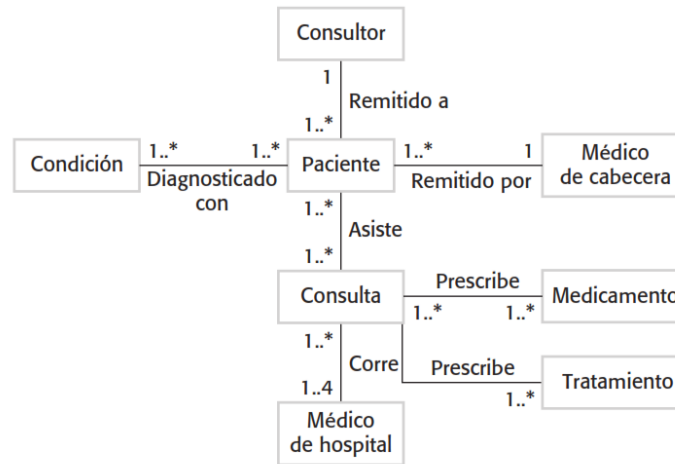 Consultor
1
Remitido a
1..*
Condición
1..*
1..*
Paciente
1..*
1
Médico
de cabecera
Diagnosticado
con
Remitido por
1..*
Asiste
1..*
Consulta
Prescribe
1..*
1..*
Medicamento
1..*
Corre
Prescribe
1..*
Tratamiento
1..4
Médico
de hospital